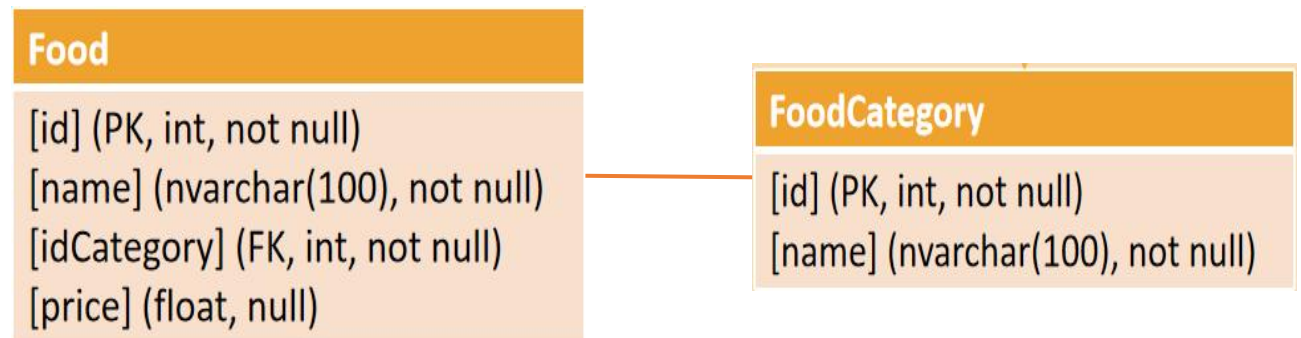 Food
[id] (PK, int, not null)
[name] (nvarchar(100), not null)
[idCategory] (FK, int, not null)
[price] (float, null)
FoodCategory
[id] (PK, int, not null)
[name] (nvarchar(100), not null)